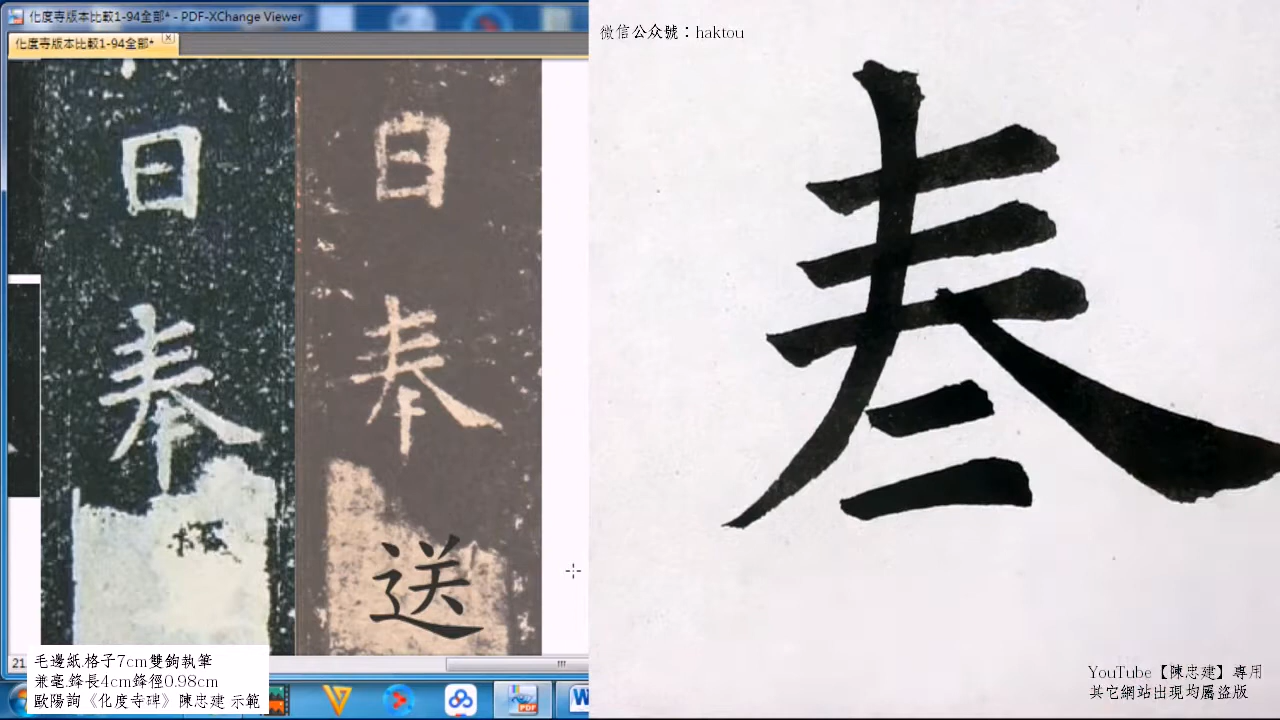 化度寺版本比較1-94全部* - PDF-XChange Viewer
化度寺版本比較1-94全部*
日
奉
日
奉
送
微信公众號：haktou
奉
毛邊紙,格子7cm雙鉤執筆
兼毫,鋒長4cm鋒徑0.98cm
歐陽詢《化度寺碑》陳忠建 示範
YouTube【陳忠建】專用
其它網站出現均屬盜版